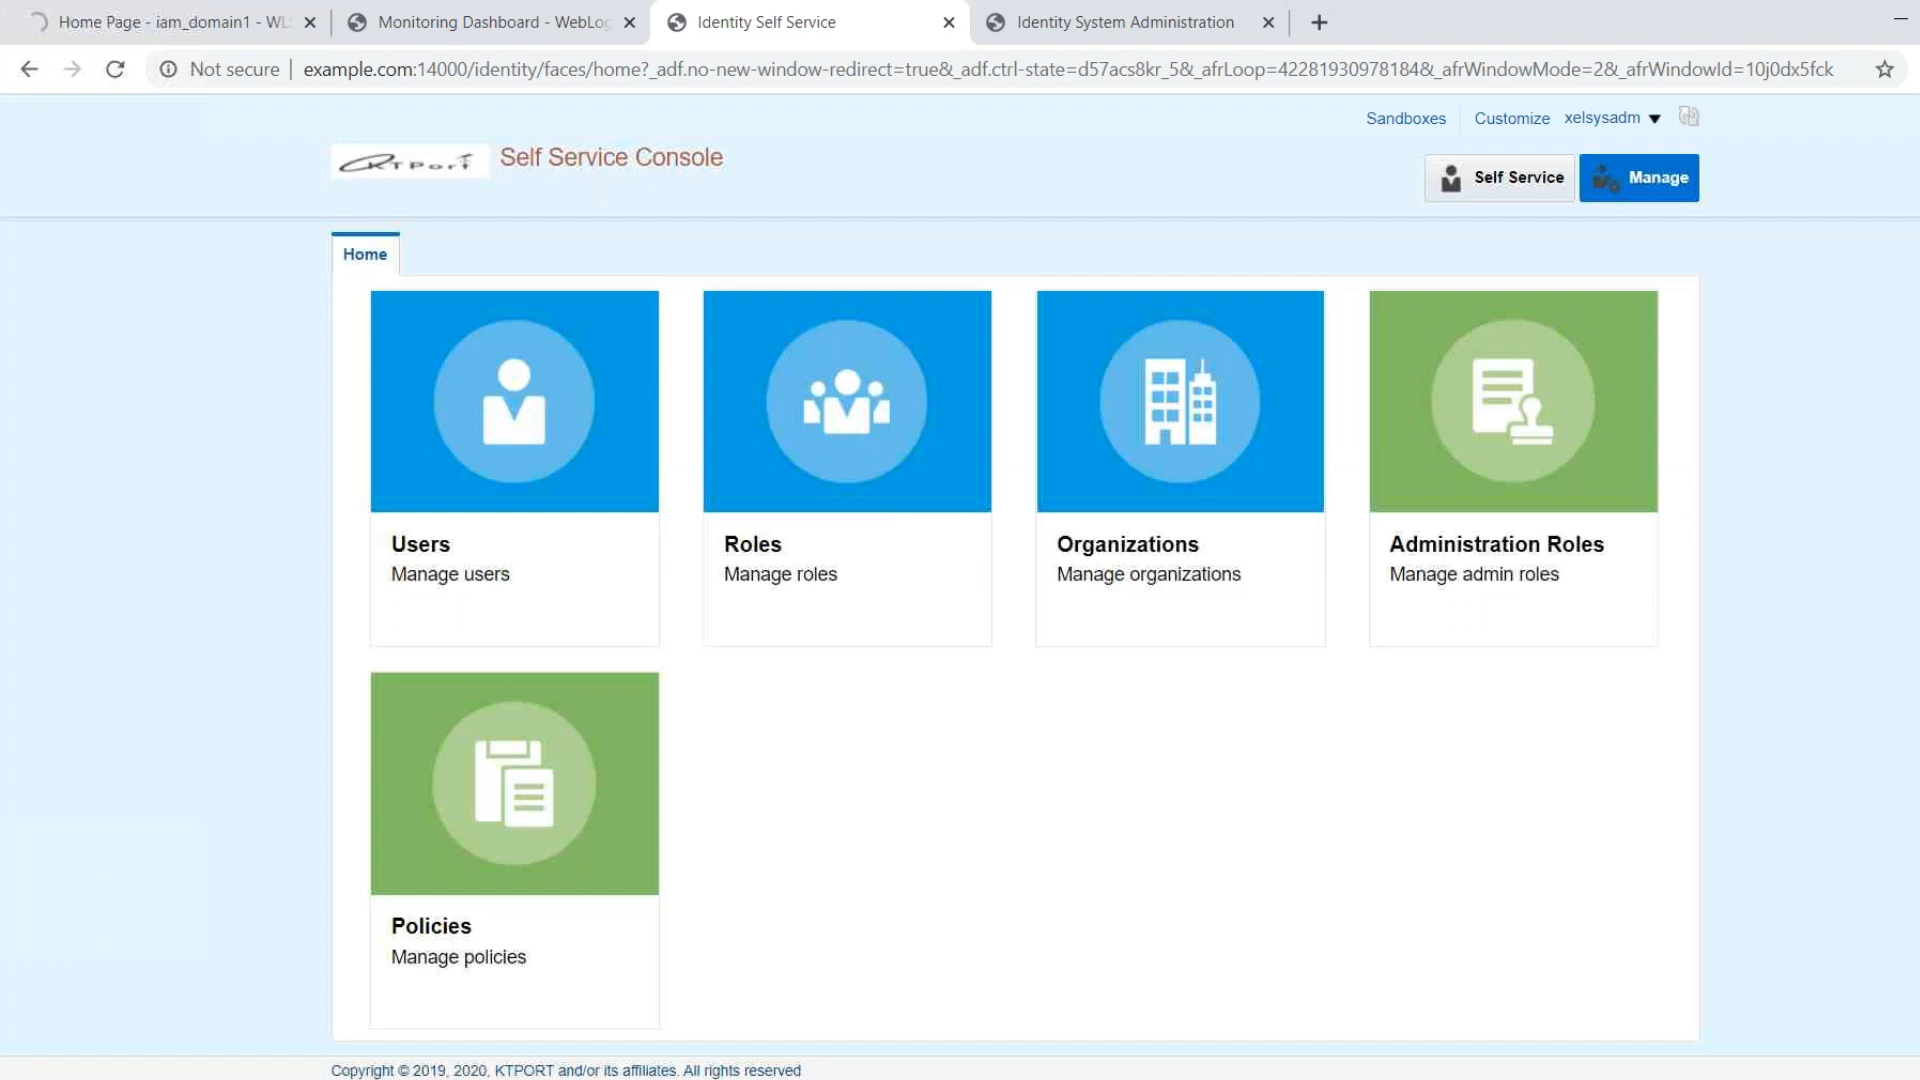 Home Page - iam_domain1 - WL
Monitoring Dashboard - WebLog
Identity Self Service
Identity System Administration
Not secure
example.com:14000/identity/faces/home?_adf.no-new-window-redirect=true&_adf.ctrl-state=d57acs8kr_5&_afrLoop=42281930978184&_afrWindowMode=2&_afrWindowId=10j0dx5fck
Sandboxes
Customize
xelsysadm
KTPort
Self Service Console
Self Service
Manage
Home
Users
Manage users
Roles
Manage roles
Organizations
Manage organizations
Administration Roles
Manage admin roles
Policies
Manage policies
Copyright © 2019, 2020, KTPORT and/or its affiliates. All rights reserved